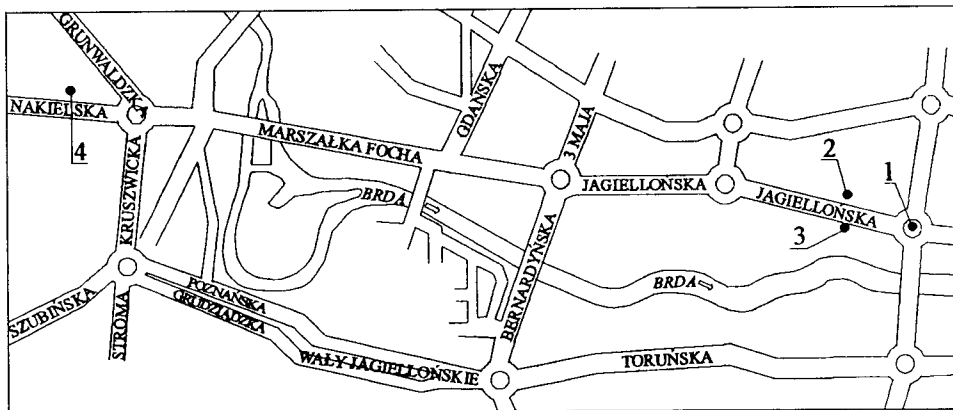 GRUNWALDZKA
NAKIELSKA
4
KRUSZWICKA
MARSZAŁKA FOCHA
GDAŃSKA
3 MAJA
BRDA
JAGIELLOŃSKA
JAGIELLOŃSKA
2
1
3
BERNARDYŃSKA
BRDA
SZUBIŃSKA
STROMA
POZNAŃSKA
GRUDZIĄDZKA
WAŁY JAGIELLOŃSKIE
TORUŃSKA